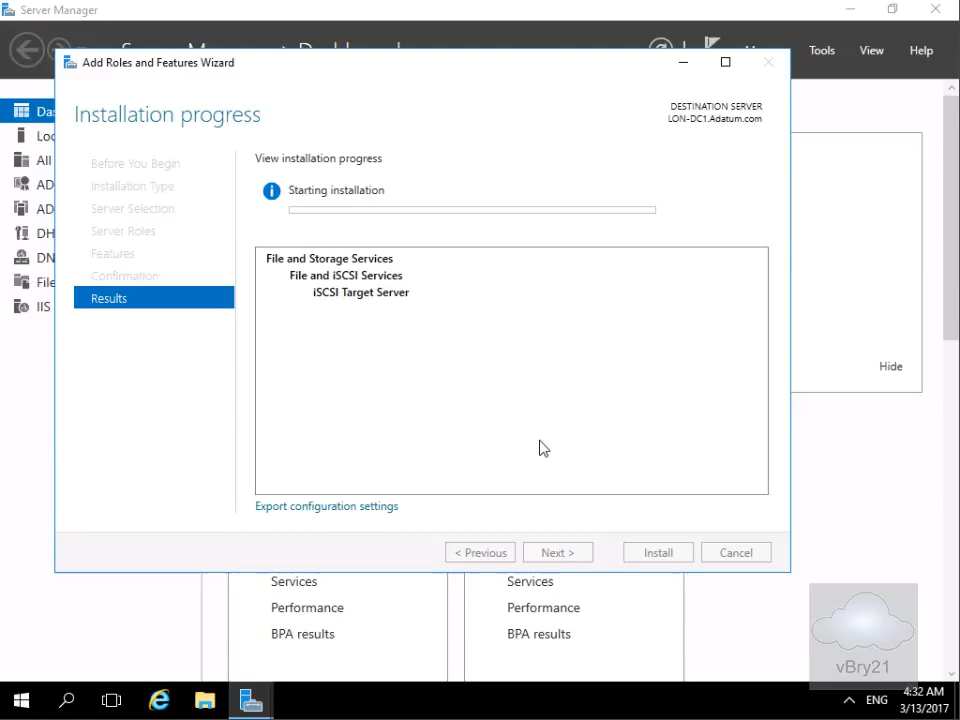 Server Manager
Tools
View
Help
Add Roles and Features Wizard
Installation progress
DESTINATION SERVER
LON-DC1.Adatum.com
Before You Begin
Installation Type
Server Selection
Server Roles
Features
Confirmation
Results
View installation progress
Starting installation
File and Storage Services
File and iSCSI Services
iSCSI Target Server
Export configuration settings
< Previous
Next >
Install
Cancel
Das
Loc
All
AD
AD
DH
DN
File
IIS
Hide
Services
Performance
BPA results
Services
Performance
BPA results
vBry21
ENG
4:32 AM
3/13/2017